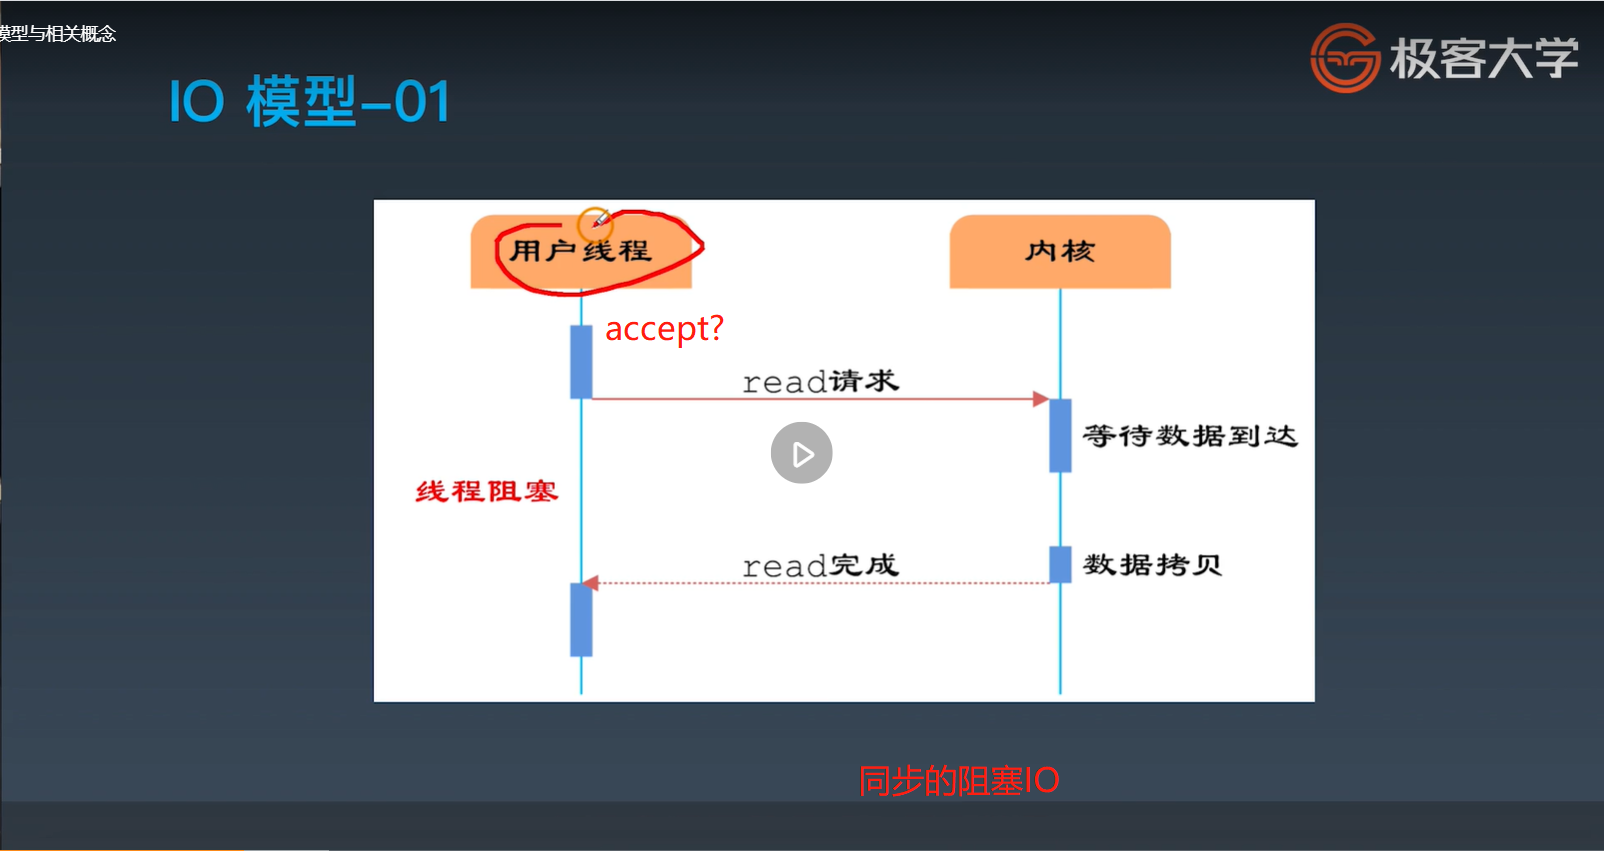 模型与相关概念
极客大学
IO 模型-01
用户线程
内核
accept?
read请求
等待数据到达
线程阻塞
read完成
数据拷贝
同步的阻塞IO